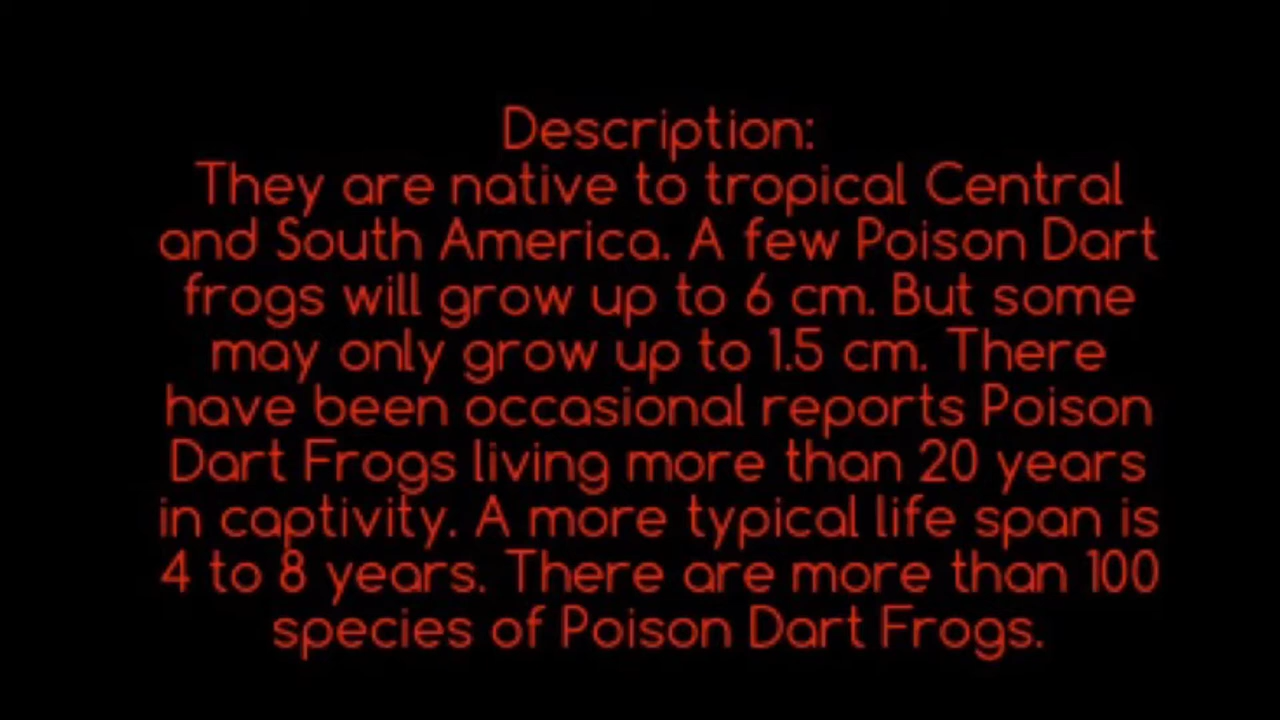 Description:
They are native to tropical Central
and South America. A few Poison Dart
frogs will grow up to 6 cm. But some
may only grow up to 1.5 cm. There
have been occasional reports Poison
Dart Frogs living more than 20 years
in captivity. A more typical life span is
4 to 8 years. There are more than 100
species of Poison Dart Frogs.